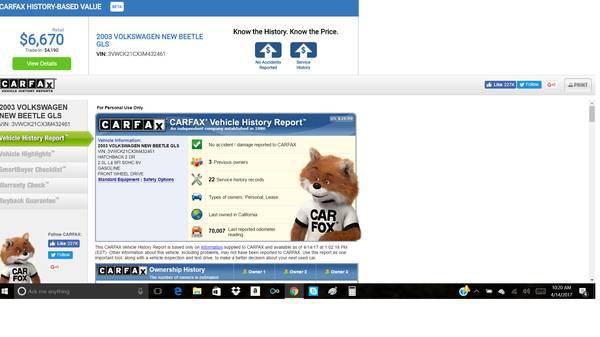 CARFAX HISTORY-BASED VALUE BETA
Retail
$6,670
Trade-In: $4,190
View Details
2003 VOLKSWAGEN NEW BEETLE
GLS
VIN: 3VWCK21CX3M432461
Know the History. Know the Price.
No Accidents
Reported
Service
History
CARFAX
VEHICLE HISTORY REPORTS
Like 227K
Follow
G+1
PRINT
2003 VOLKSWAGEN
NEW BEETLE GLS
VIN: 3VWCK21CX3M432461
Vehicle History Report™
Vehicle Highlights™
SmartBuyer Checklist™
Warranty Check™
Buyback Guarantee™
Follow CARFAX:
Like 227K
Follow
G+1
CAR
FOX
For Personal Use Only
CARFAX Vehicle History Report™
An independent company established in 1986
Vehicle Information:
2003 VOLKSWAGEN NEW BEETLE GLS
VIN: 3VWCK21CX3M432461
HATCHBACK 2 DR
2.0L L4 SFI SOHC 8V
GASOLINE
FRONT WHEEL DRIVE
Standard Equipment | Safety Options
No accident / damage reported to CARFAX
3 Previous owners
22 Service history records
Types of owners: Personal, Lease
Last owned in California
70,007 Last reported odometer
reading
CAR
FOX
This CARFAX Vehicle History Report is based only on information supplied to CARFAX and available as of 4/14/17 at 1:02:18 PM
(EDT). Other information about this vehicle, including problems, may not have been reported to CARFAX. Use this report as one
important tool, along with a vehicle inspection and test drive, to make a better decision about your next used car.
CARFAX Ownership History
The number of owners is estimated
Owner 1
Owner 2
Owner 3
Ask me anything
10:20 AM
4/14/2017